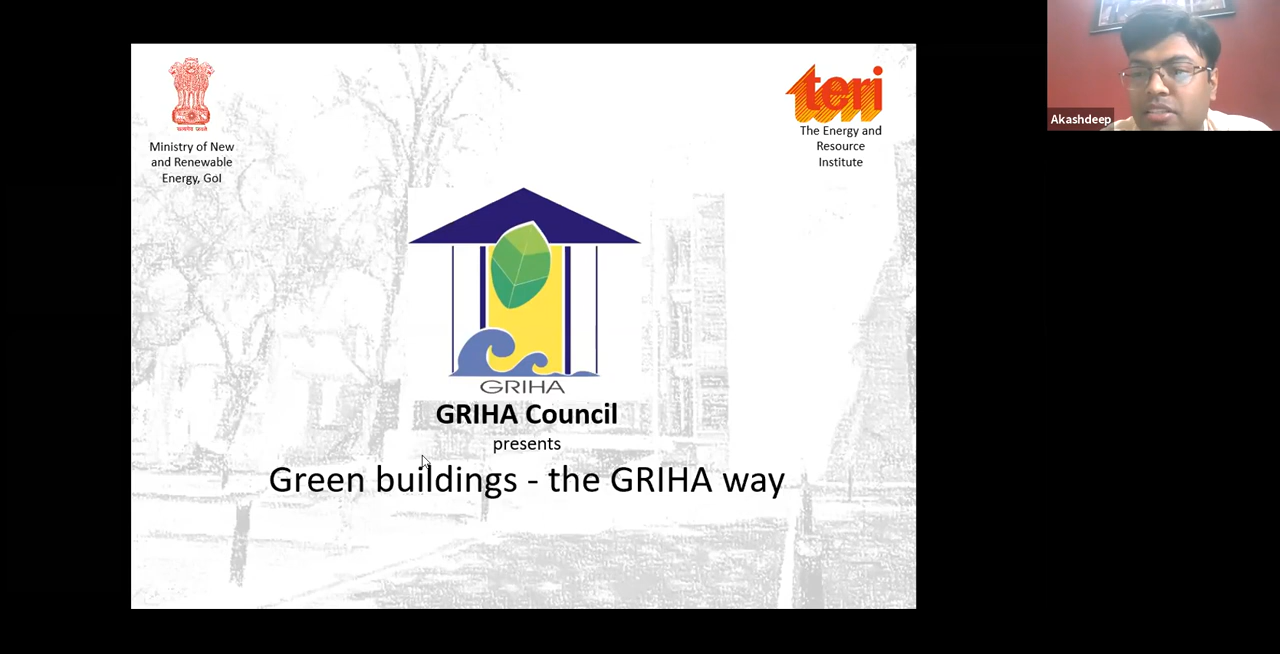 Ministry of New
and Renewable
Energy, GoI
teri
The Energy and
Resource
Institute
Akashdeep
GRIHA
GRIHA Council
presents
Green buildings - the GRIHA way